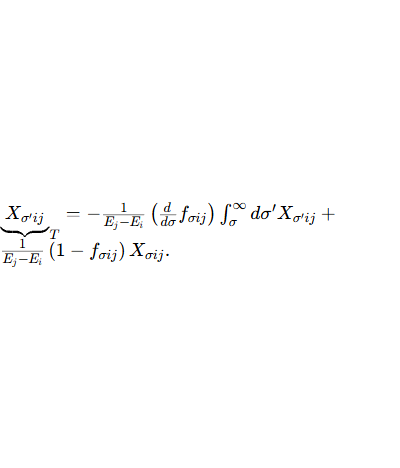 $\underbrace{X_{\sigma' ij}}_T = -\frac{1}{E_j - E_i} \left( \frac{d}{d\sigma} f_{\sigma ij} \right) \int_\sigma^\infty d\sigma' X_{\sigma' ij} +$
$\frac{1}{E_j - E_i} \left( 1 - f_{\sigma ij} \right) X_{\sigma ij}.$